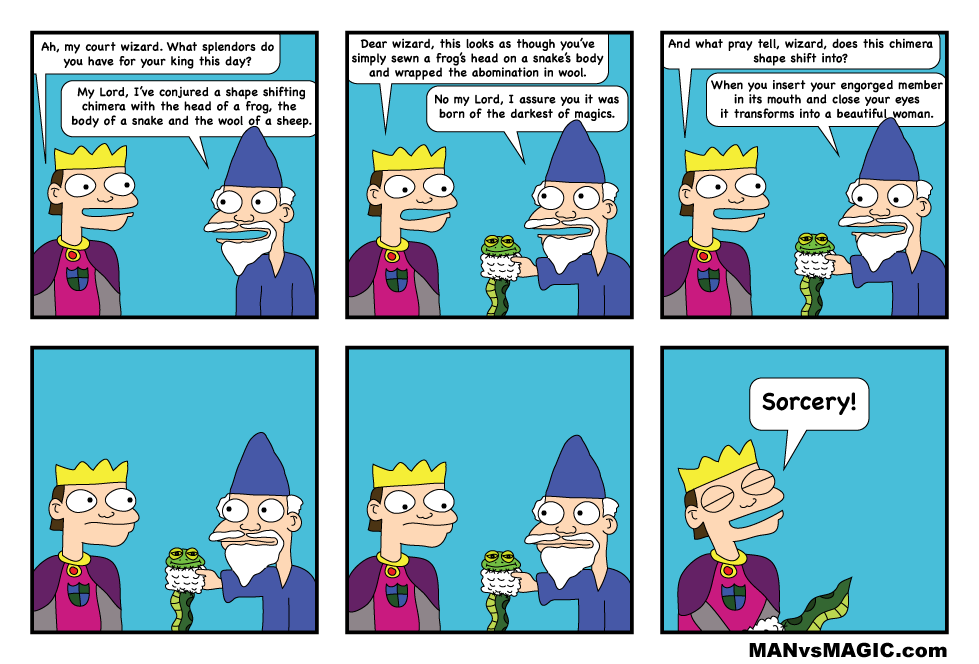 Ah, my court wizard. What splendors do
you have for your king this day?
My Lord, I've conjured a shape shifting
chimera with the head of a frog, the
body of a snake and the wool of a sheep.
Dear wizard, this looks as though you've
simply sewn a frog's head on a snake's body
and wrapped the abomination in wool.
No my Lord, I assure you it was
born of the darkest of magics.
And what pray tell, wizard, does this chimera
shape shift into?
When you insert your engorged member
in its mouth and close your eyes
it transforms into a beautiful woman.
Sorcery!
MANvsMAGIC.com